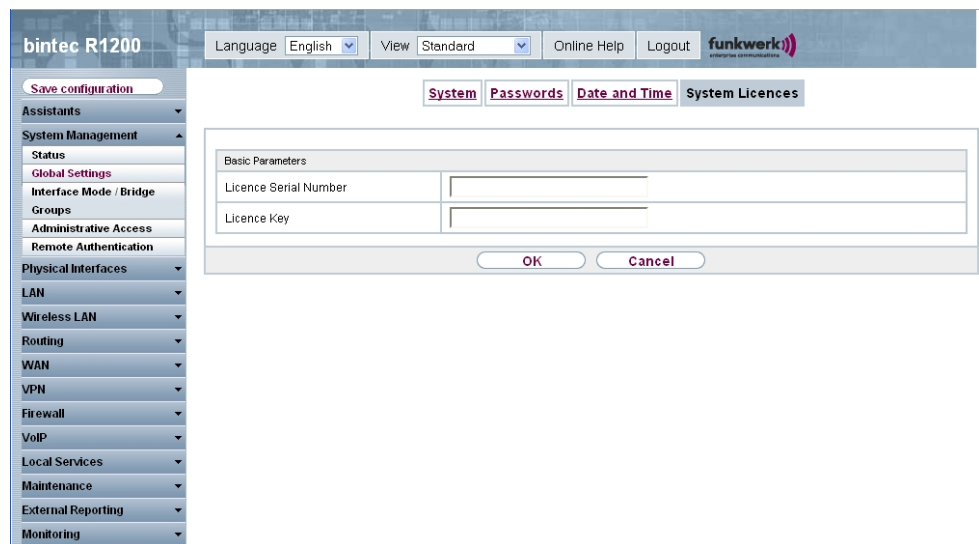 bintec R1200
Language English View Standard Online Help Logout funkwerk
enterprise communications
Save configuration
Assistants
System Management
Status
Global Settings
Interface Mode / Bridge
Groups
Administrative Access
Remote Authentication
Physical Interfaces
LAN
Wireless LAN
Routing
WAN
VPN
Firewall
VoIP
Local Services
Maintenance
External Reporting
Monitoring
System Passwords Date and Time System Licences
Basic Parameters
Licence Serial Number
Licence Key
OK Cancel